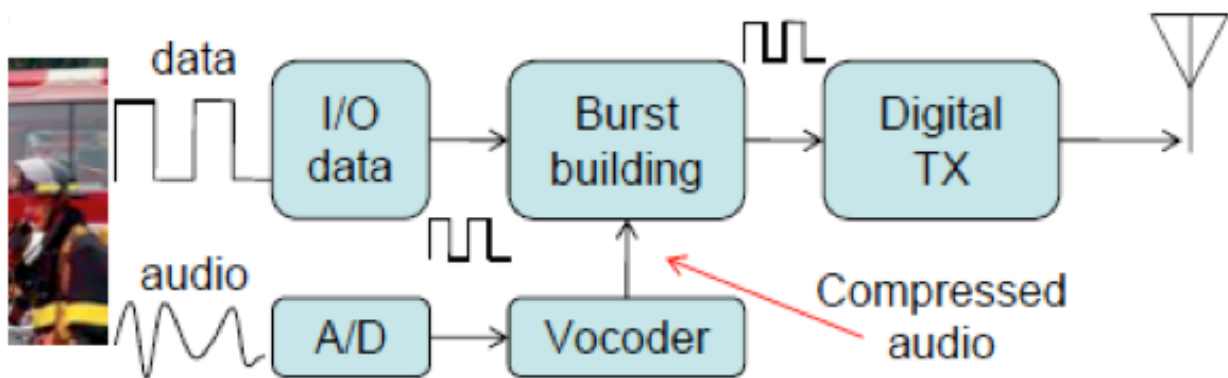 data
I/O
data
Burst
building
Digital
TX
audio
A/D
Vocoder
Compressed
audio